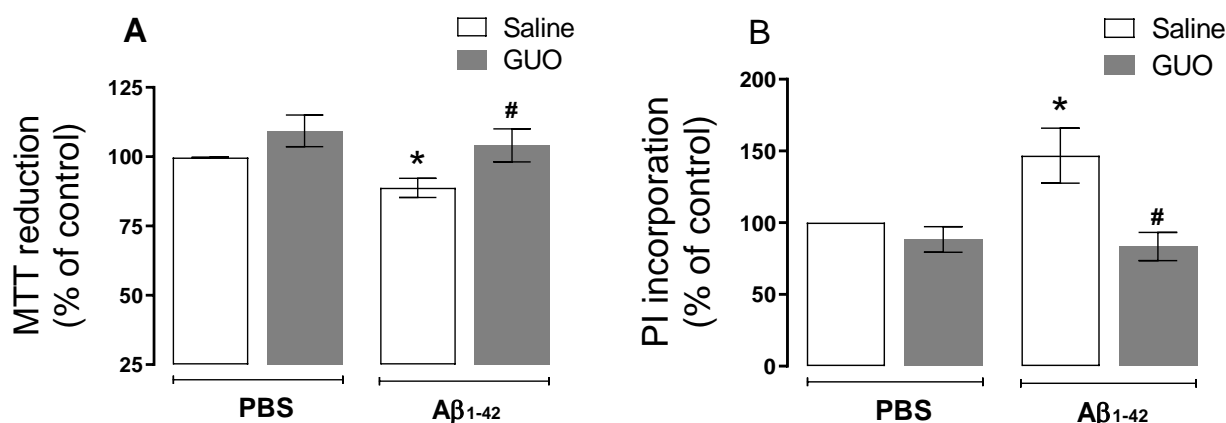 A
Saline
GUO
MTT reduction
(% of control)
125
100
75
50
25
*
#
PBS
Aβ1-42
B
Saline
GUO
PI incorporation
(% of control)
200
150
100
50
0
*
#
PBS
Aβ1-42